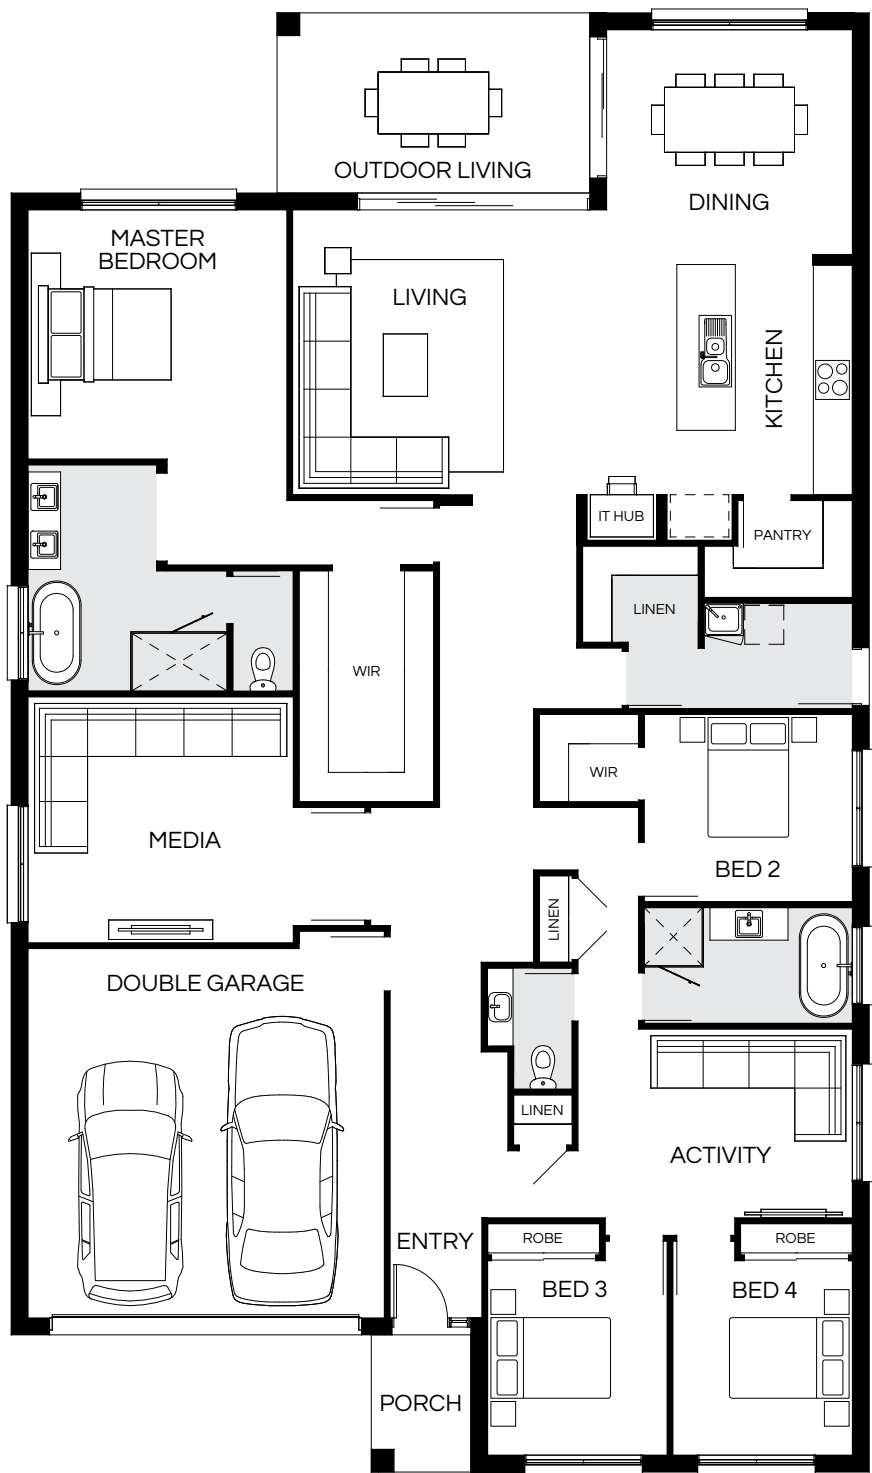 OUTDOOR LIVING
DINING
MASTER
BEDROOM
LIVING
KITCHEN
IT HUB
PANTRY
LINEN
WIR
WIR
MEDIA
BED 2
LINEN
DOUBLE GARAGE
LINEN
ACTIVITY
ENTRY
ROBE
ROBE
BED 3
BED 4
PORCH